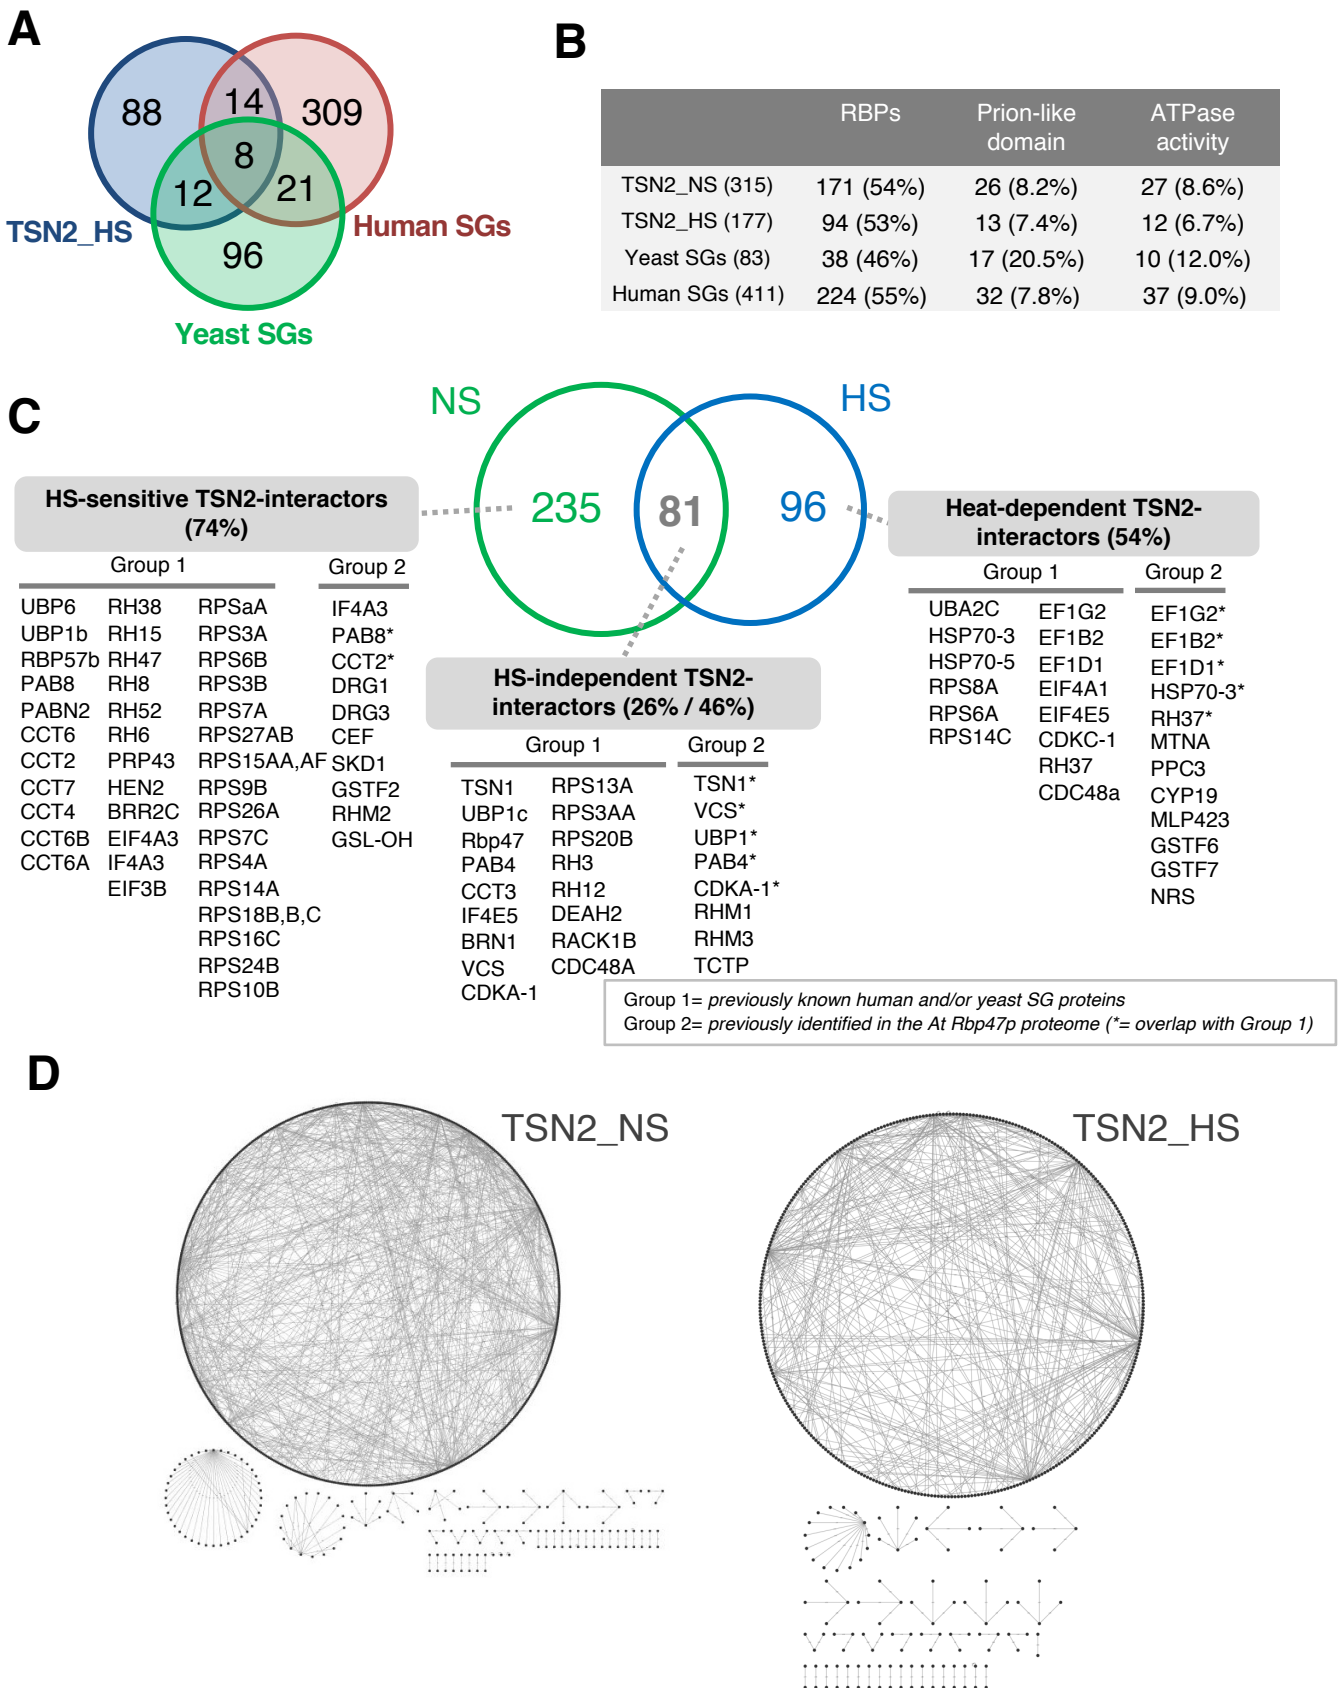 A
88
14
309
8
12
21
96
TSN2_HS
Human SGs
Yeast SGs
B
RBPs
Prion-like
domain
ATPase
activity
TSN2_NS (315) 171 (54%) 26 (8.2%) 27 (8.6%)
TSN2_HS (177) 94 (53%) 13 (7.4%) 12 (6.7%)
Yeast SGs (83) 38 (46%) 17 (20.5%) 10 (12.0%)
Human SGs (411) 224 (55%) 32 (7.8%) 37 (9.0%)
C
NS
HS
235
81
96
HS-sensitive TSN2-interactors
(74%)
Group 1
UBP6
UBP1b
RBP57b
PAB8
PABN2
CCT6
CCT2
CCT7
CCT4
CCT6B
CCT6A
RH38
RH15
RH47
RH8
RH52
RH6
PRP43
HEN2
BRR2C
EIF4A3
IF4A3
EIF3B
RPSaA
RPS3A
RPS6B
RPS3B
RPS7A
RPS27AB
RPS15AA,AF
RPS9B
RPS26A
RPS7C
RPS4A
RPS14A
RPS18B,B,C
RPS16C
RPS24B
RPS10B
Group 2
IF4A3
PAB8*
CCT2*
DRG1
DRG3
CEF
SKD1
GSTF2
RHM2
GSL-OH
HS-independent TSN2-
interactors (26% / 46%)
Group 1
TSN1
UBP1c
Rbp47
PAB4
CCT3
IF4E5
BRN1
VCS
CDKA-1
RPS13A
RPS3AA
RPS20B
RH3
RH12
DEAH2
RACK1B
CDC48A
Group 2
TSN1*
VCS*
UBP1*
PAB4*
CDKA-1*
RHM1
RHM3
TCTP
Heat-dependent TSN2-
interactors (54%)
Group 1
UBA2C
HSP70-3
HSP70-5
RPS8A
RPS6A
RPS14C
EF1G2
EF1B2
EF1D1
EIF4A1
EIF4E5
CDKC-1
RH37
CDC48a
Group 2
EF1G2*
EF1B2*
EF1D1*
HSP70-3*
RH37*
MTNA
PPC3
CYP19
MLP423
GSTF6
GSTF7
NRS
Group 1= previously known human and/or yeast SG proteins
Group 2= previously identified in the At Rbp47p proteome (*= overlap with Group 1)
D
TSN2_NS
TSN2_HS